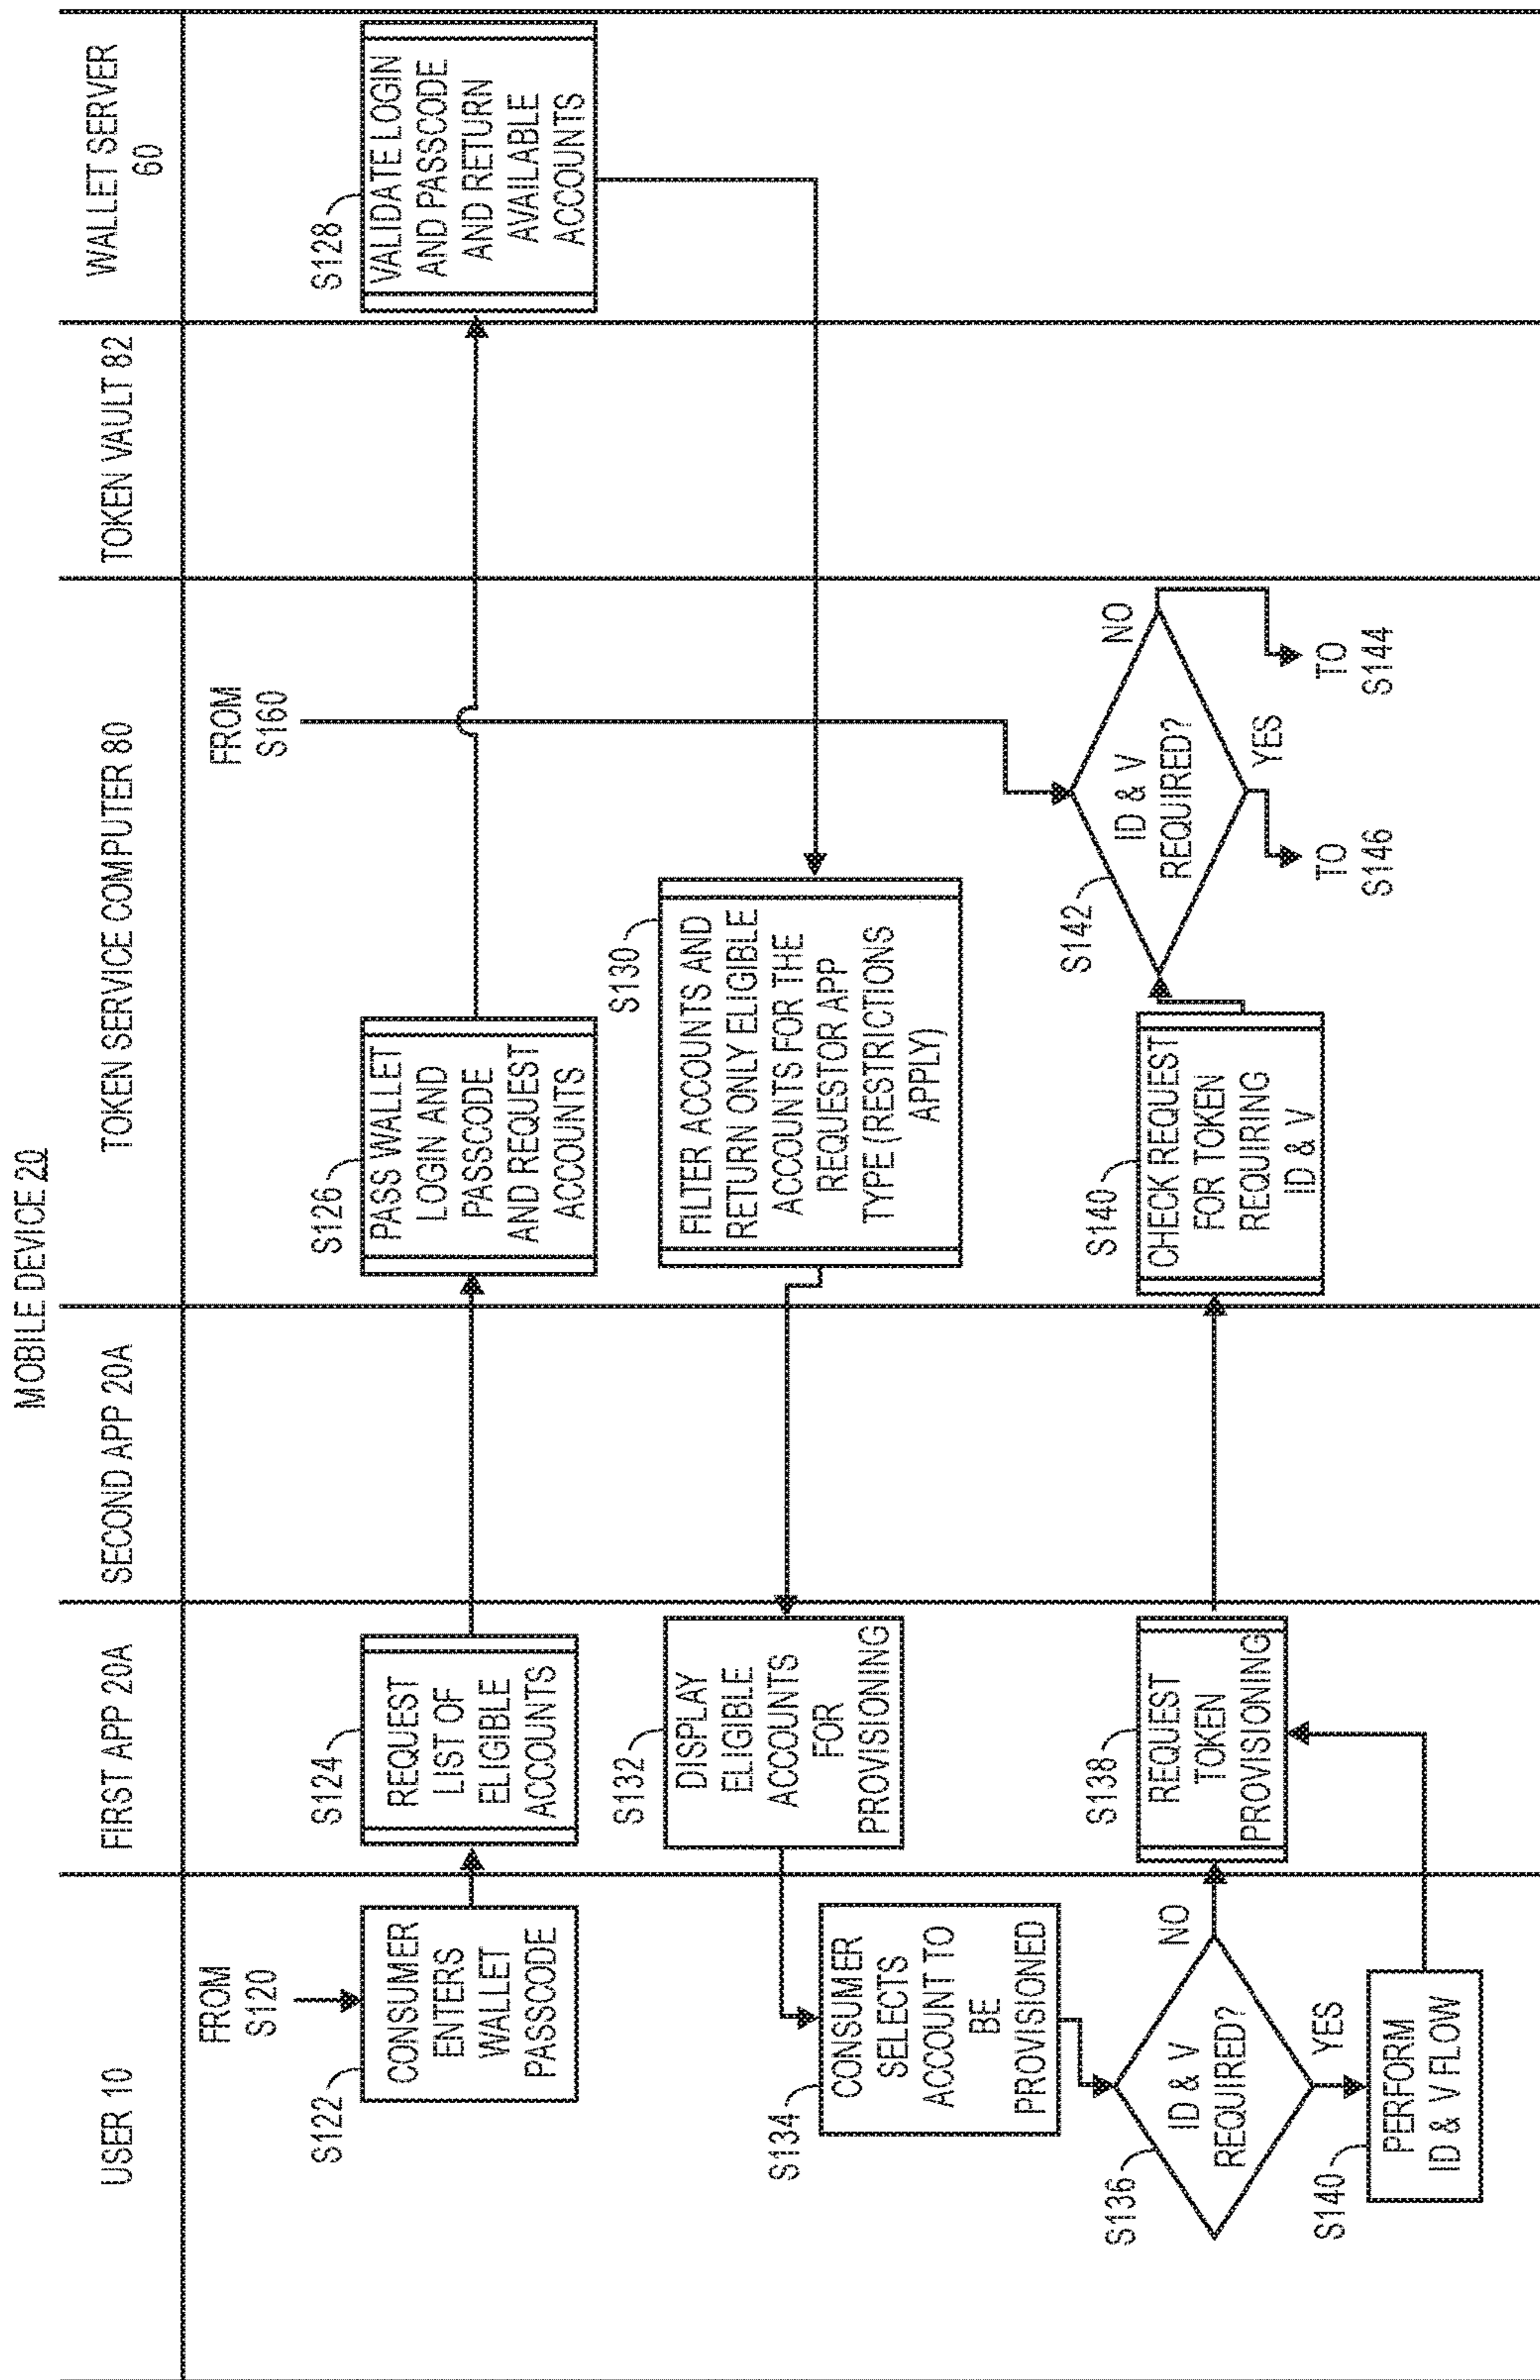 MOBILE DEVICE 20
USER 10
FIRST APP 20A
SECOND APP 20A
TOKEN SERVICE COMPUTER 80
TOKEN VAULT 82
WALLET SERVER
60
FROM
S120
S122
CONSUMER
ENTERS
WALLET
PASSCODE
S124
REQUEST
LIST OF
ELIGIBLE
ACCOUNTS
S126
PASS WALLET
LOGIN AND
PASSCODE
AND REQUEST
ACCOUNTS
FROM
S160
S128
VALIDATE LOGIN
AND PASSCODE
AND RETURN
AVAILABLE
ACCOUNTS
S130
FILTER ACCOUNTS AND
RETURN ONLY ELIGIBLE
ACCOUNTS FOR THE
REQUESTOR APP
TYPE (RESTRICTIONS
APPLY)
S132
DISPLAY
ELIGIBLE
ACCOUNTS
FOR
PROVISIONING
S134
CONSUMER
SELECTS
ACCOUNT TO
BE
PROVISIONED
S136
ID & V
REQUIRED?
NO
YES
S140
PERFORM
ID & V FLOW
S138
REQUEST
TOKEN
PROVISIONING
S140
CHECK REQUEST
FOR TOKEN
REQUIRING
ID & V
S142
ID & V
REQUIRED?
NO
YES
TO
S146
TO
S144